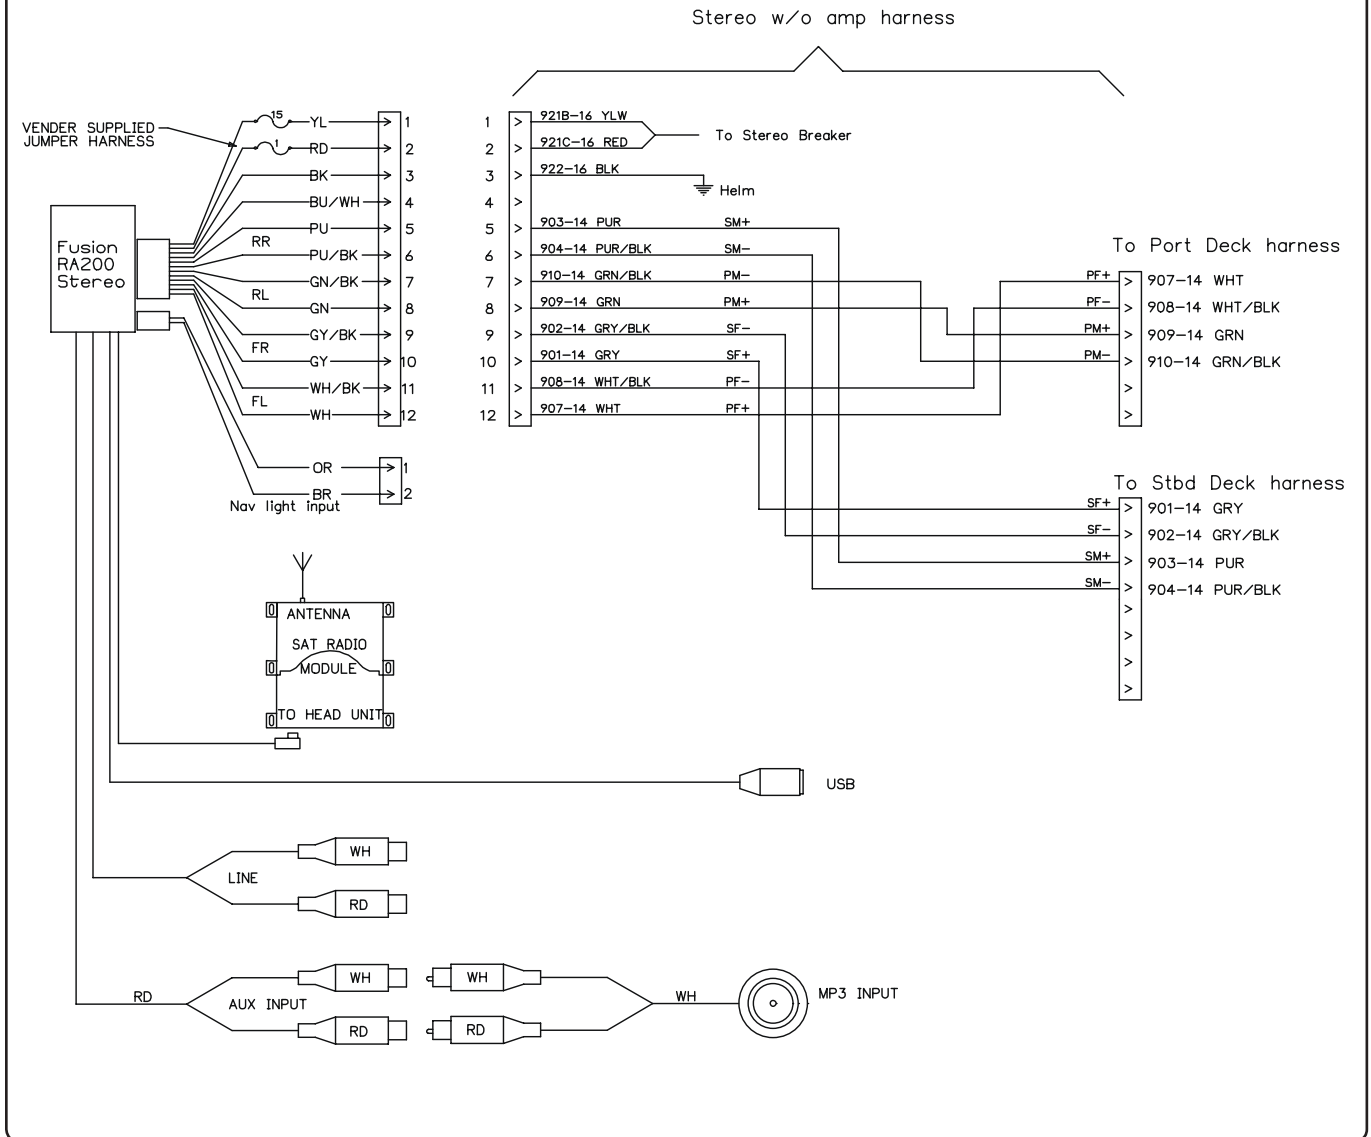 Stereo w/o amp harness
VENDER SUPPLIED
JUMPER HARNESS
Fusion
RA200
Stereo
15 YL 1
1 RD 2
BK 3
BU/WH 4
PU 5
RR
PU/BK 6
GN/BK 7
RL
GN 8
GY/BK 9
FR
GY 10
WH/BK 11
FL
WH 12
OR 1
BR 2
Nav light input
1 921B-16 YLW
2 921C-16 RED
To Stereo Breaker
3 922-16 BLK
Helm
4
5 903-14 PUR SM+
6 904-14 PUR/BLK SM-
7 910-14 GRN/BLK PM-
8 909-14 GRN PM+
9 902-14 GRY/BLK SF-
10 901-14 GRY SF+
11 908-14 WHT/BLK PF-
12 907-14 WHT PF+
To Port Deck harness
PF+ 907-14 WHT
PF- 908-14 WHT/BLK
PM+ 909-14 GRN
PM- 910-14 GRN/BLK
To Stbd Deck harness
SF+ 901-14 GRY
SF- 902-14 GRY/BLK
SM+ 903-14 PUR
SM- 904-14 PUR/BLK
ANTENNA
SAT RADIO
MODULE
TO HEAD UNIT
USB
WH
LINE
RD
RD
WH
AUX INPUT
RD
WH
RD
WH
MP3 INPUT